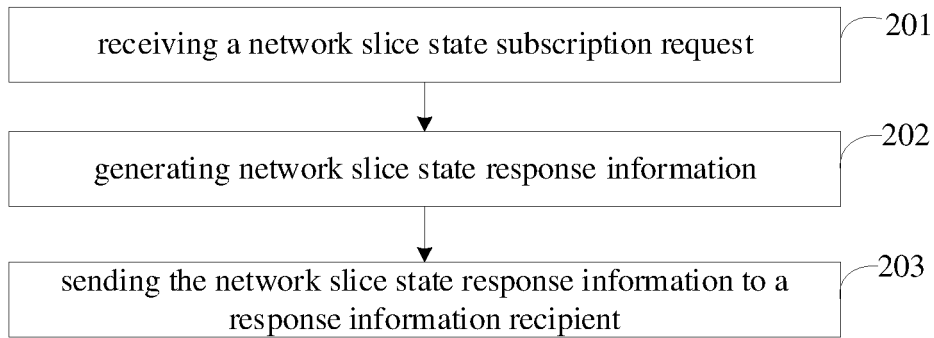 receiving a network slice state subscription request
201
generating network slice state response information
202
sending the network slice state response information to a
response information recipient
203